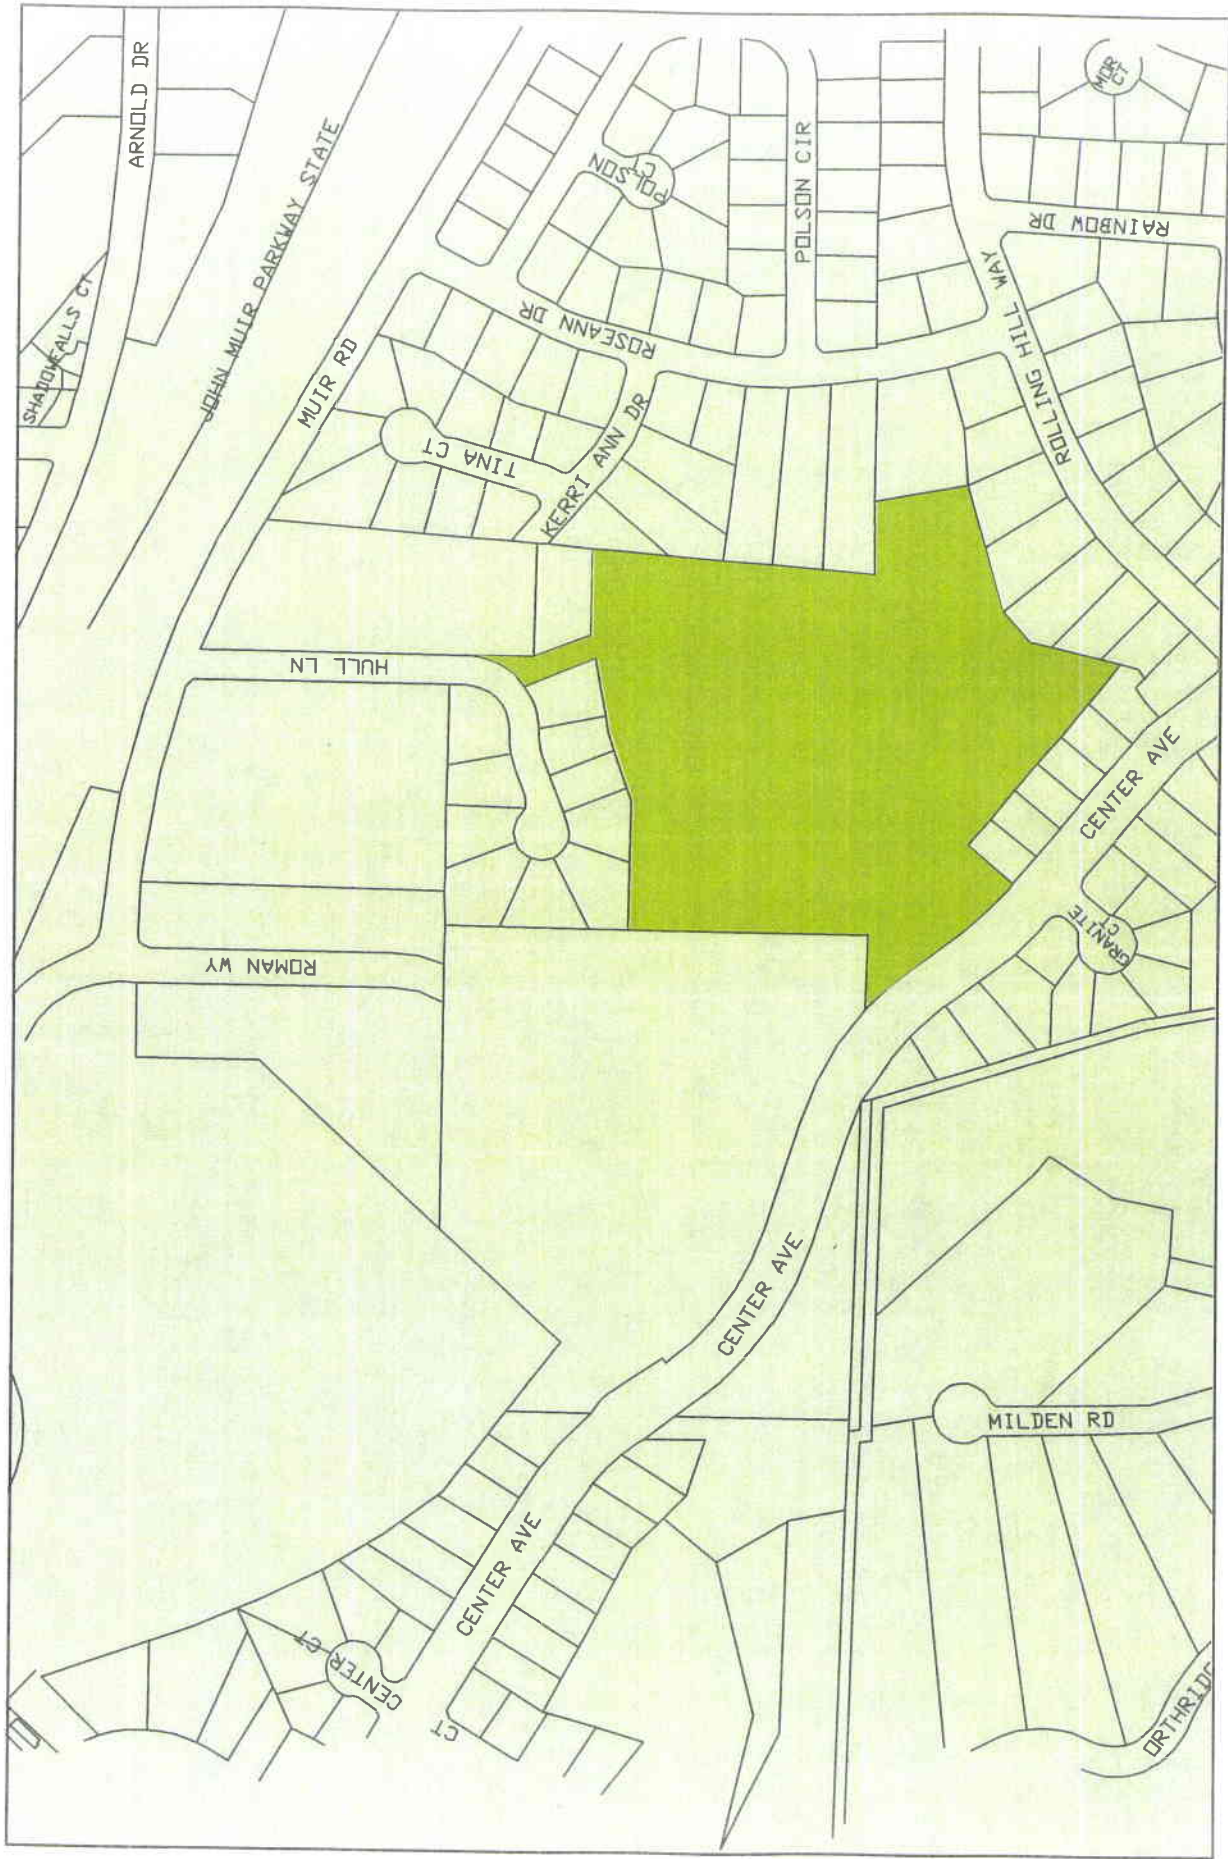 ARNOLD DR
JOHN MUIR PARKWAY STATE
SHADOWFALLS CT
MUIR RD
POLSON
CT
POLSON CIR
MOR
CT
RAINBOW DR
ROLLING HILL WAY
ROSEANN DR
KERRI ANN DR
TINA CT
HULL LN
ROMAN WY
CENTER AVE
GRANITE
CT
CENTER AVE
MILDEN RD
CENTER AVE
CENTER CT
CT
ORTHRIDG